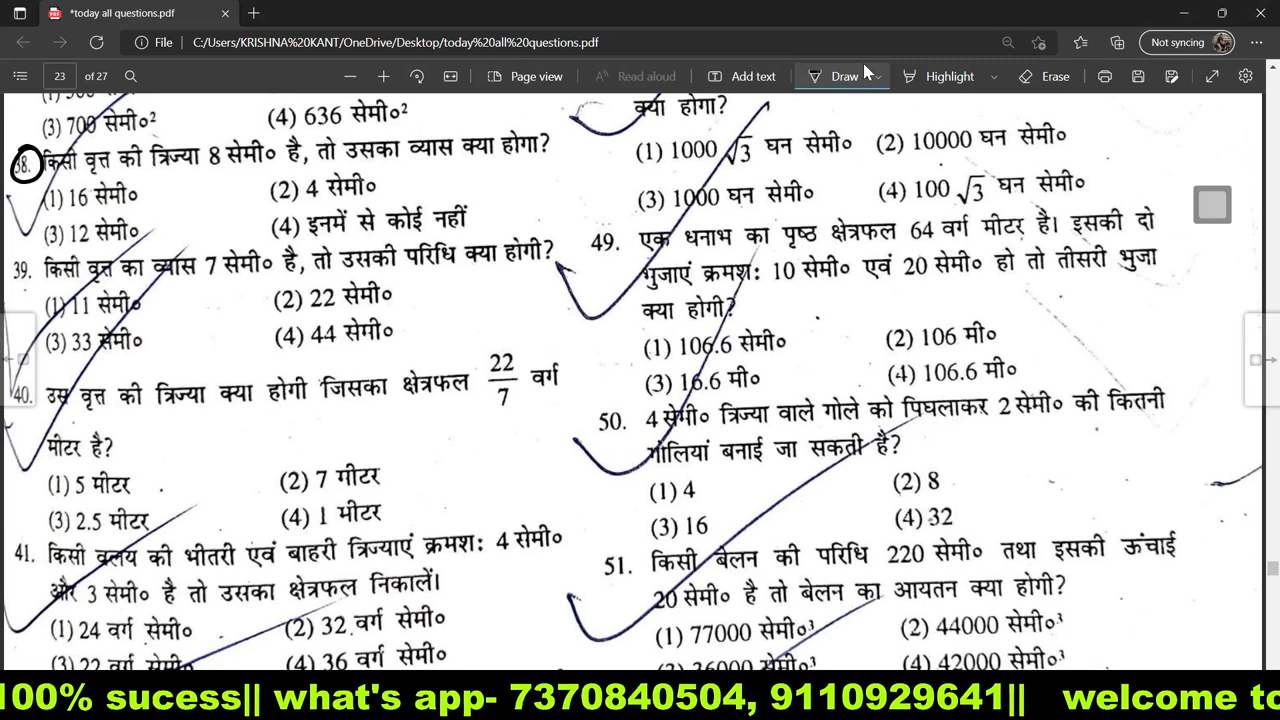 *today all questions.pdf
File
C:/Users/KRISHNA%20KANT/OneDrive/Desktop/today%20all%20questions.pdf
Not syncing
23 of 27
Page view
Read aloud
Add text
Draw
Highlight
Erase
(3) 700 सेमी०²
(4) 636 सेमी०²
38. किसी वृत्त की त्रिज्या 8 सेमी० है, तो उसका व्यास क्या होगा?
(1) 16 सेमी०
(2) 4 सेमी०
(3) 12 सेमी०
(4) इनमें से कोई नहीं
39. किसी वृत्त का व्यास 7 सेमी० है, तो उसकी परिधि क्या होगी?
(1) 11 सेमी०
(2) 22 सेमी०
(3) 33 सेमी०
(4) 44 सेमी०
40. उस वृत्त की त्रिज्या क्या होगी जिसका क्षेत्रफल 22/7 वर्ग
मीटर है?
(1) 5 मीटर
(2) 7 मीटर
(3) 2.5 मीटर
(4) 1 मीटर
41. किसी वलय की भीतरी एवं बाहरी त्रिज्याएं क्रमश: 4 सेमी०
और 3 सेमी० है तो उसका क्षेत्रफल निकालें।
(1) 24 वर्ग सेमी०
(2) 32 वर्ग सेमी०
(3) 22 वर्ग सेमी०
(4) 36 वर्ग सेमी०
क्या होगा?
(1) 1000 √3 घन सेमी०
(2) 10000 घन सेमी०
(3) 1000 घन सेमी०
(4) 100 √3 घन सेमी०
49. एक धनाभ का पृष्ठ क्षेत्रफल 64 वर्ग मीटर है। इसकी दो
भुजाएं क्रमश: 10 सेमी० एवं 20 सेमी० हो तो तीसरी भुजा
क्या होगी?
(1) 106.6 सेमी०
(2) 106 मी०
(3) 16.6 मी०
(4) 106.6 मी०
50. 4 सेमी० त्रिज्या वाले गोले को पिघलाकर 2 सेमी० की कितनी
गोलियां बनाई जा सकती है?
(1) 4
(2) 8
(3) 16
(4) 32
51. किसी बेलन की परिधि 220 सेमी० तथा इसकी ऊंचाई
20 सेमी० है तो बेलन का आयतन क्या होगी?
(1) 77000 सेमी०³
(2) 44000 सेमी०³
(4) 42000 सेमी०³
100% sucess|| what's app- 7370840504, 9110929641|| welcome to